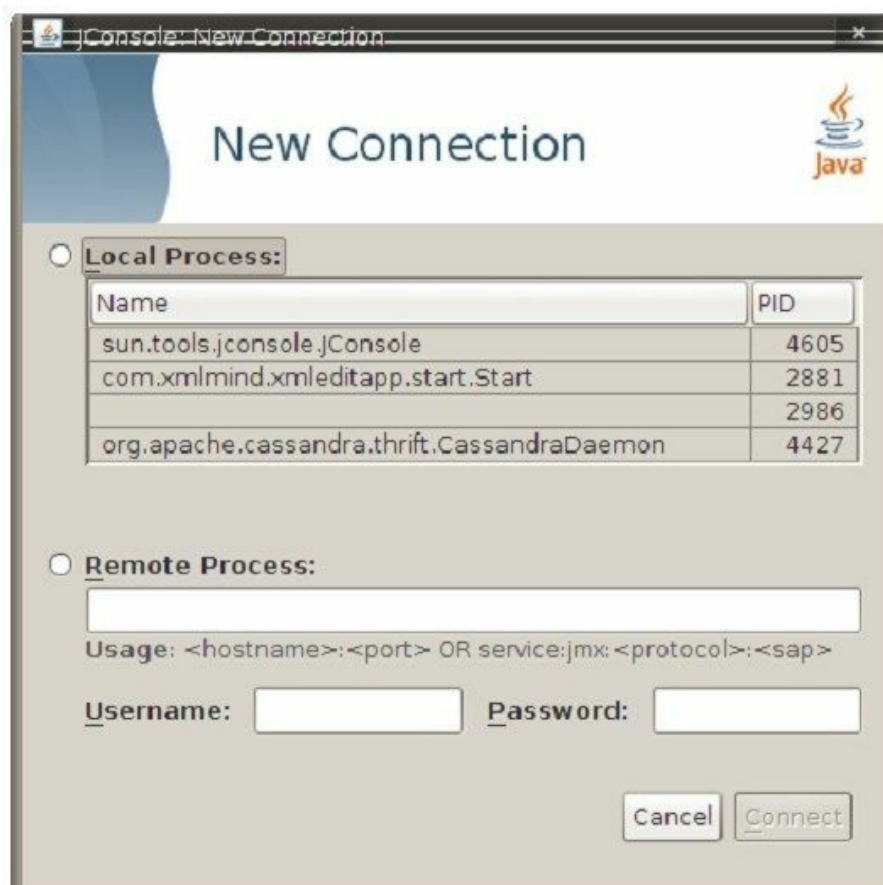 JConsole: New Connection
New Connection
Java
Local Process:
Name PID
sun.tools.jconsole.JConsole 4605
com.xmlmind.xmleditapp.start.Start 2881
2986
org.apache.cassandra.thrift.CassandraDaemon 4427
Remote Process:
Usage: <hostname>:<port> OR service:jmx:<protocol>:<sap>
Username: Password:
Cancel Connect